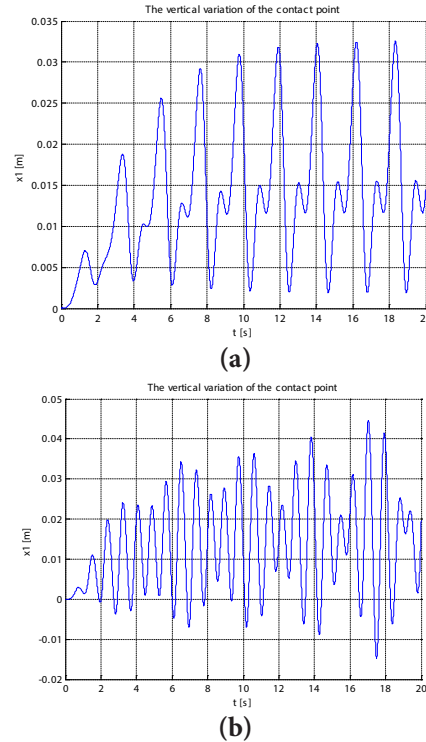 The vertical variation of the contact point
0.035
0.03
0.025
0.02
0.015
0.01
0.005
0
x1 [m]
0 2 4 6 8 10 12 14 16 18 20
t [s]
(a)
The vertical variation of the contact point
0.05
0.04
0.03
0.02
0.01
0
-0.01
-0.02
x1 [m]
0 2 4 6 8 10 12 14 16 18 20
t [s]
(b)